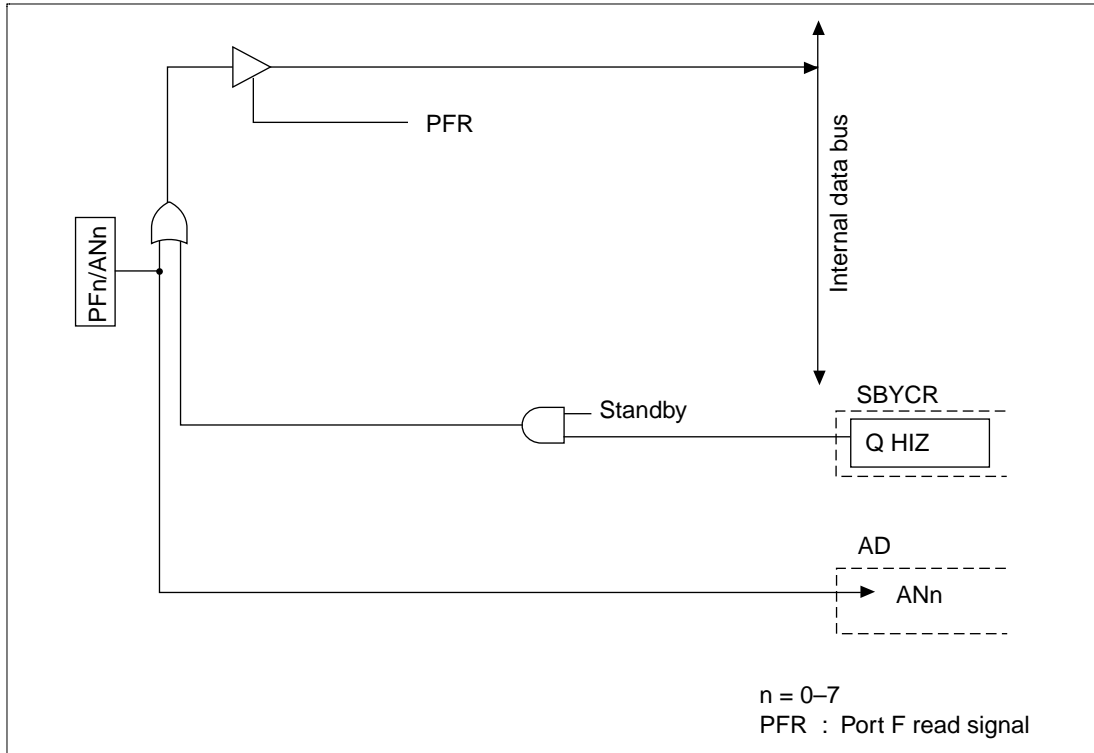 PFR
PFn/ANn
Internal data bus
Standby
SBYCR
Q HIZ
AD
ANn
n = 0–7
PFR : Port F read signal